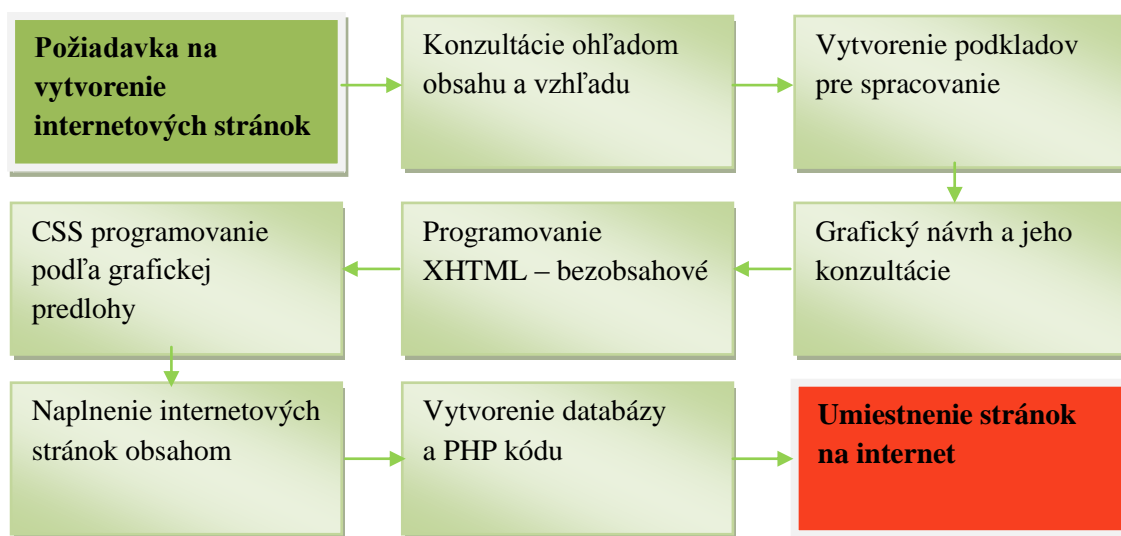 Požiadavka na
vytvorenie
internetových stránok
Konzultácie ohľadom
obsahu a vzhľadu
Vytvorenie podkladov
pre spracovanie
Grafický návrh a jeho
konzultácie
Programovanie
XHTML – bezobsahové
CSS programovanie
podľa grafickej
predlohy
Naplnenie internetových
stránok obsahom
Vytvorenie databázy
a PHP kódu
Umiestnenie stránok
na internet